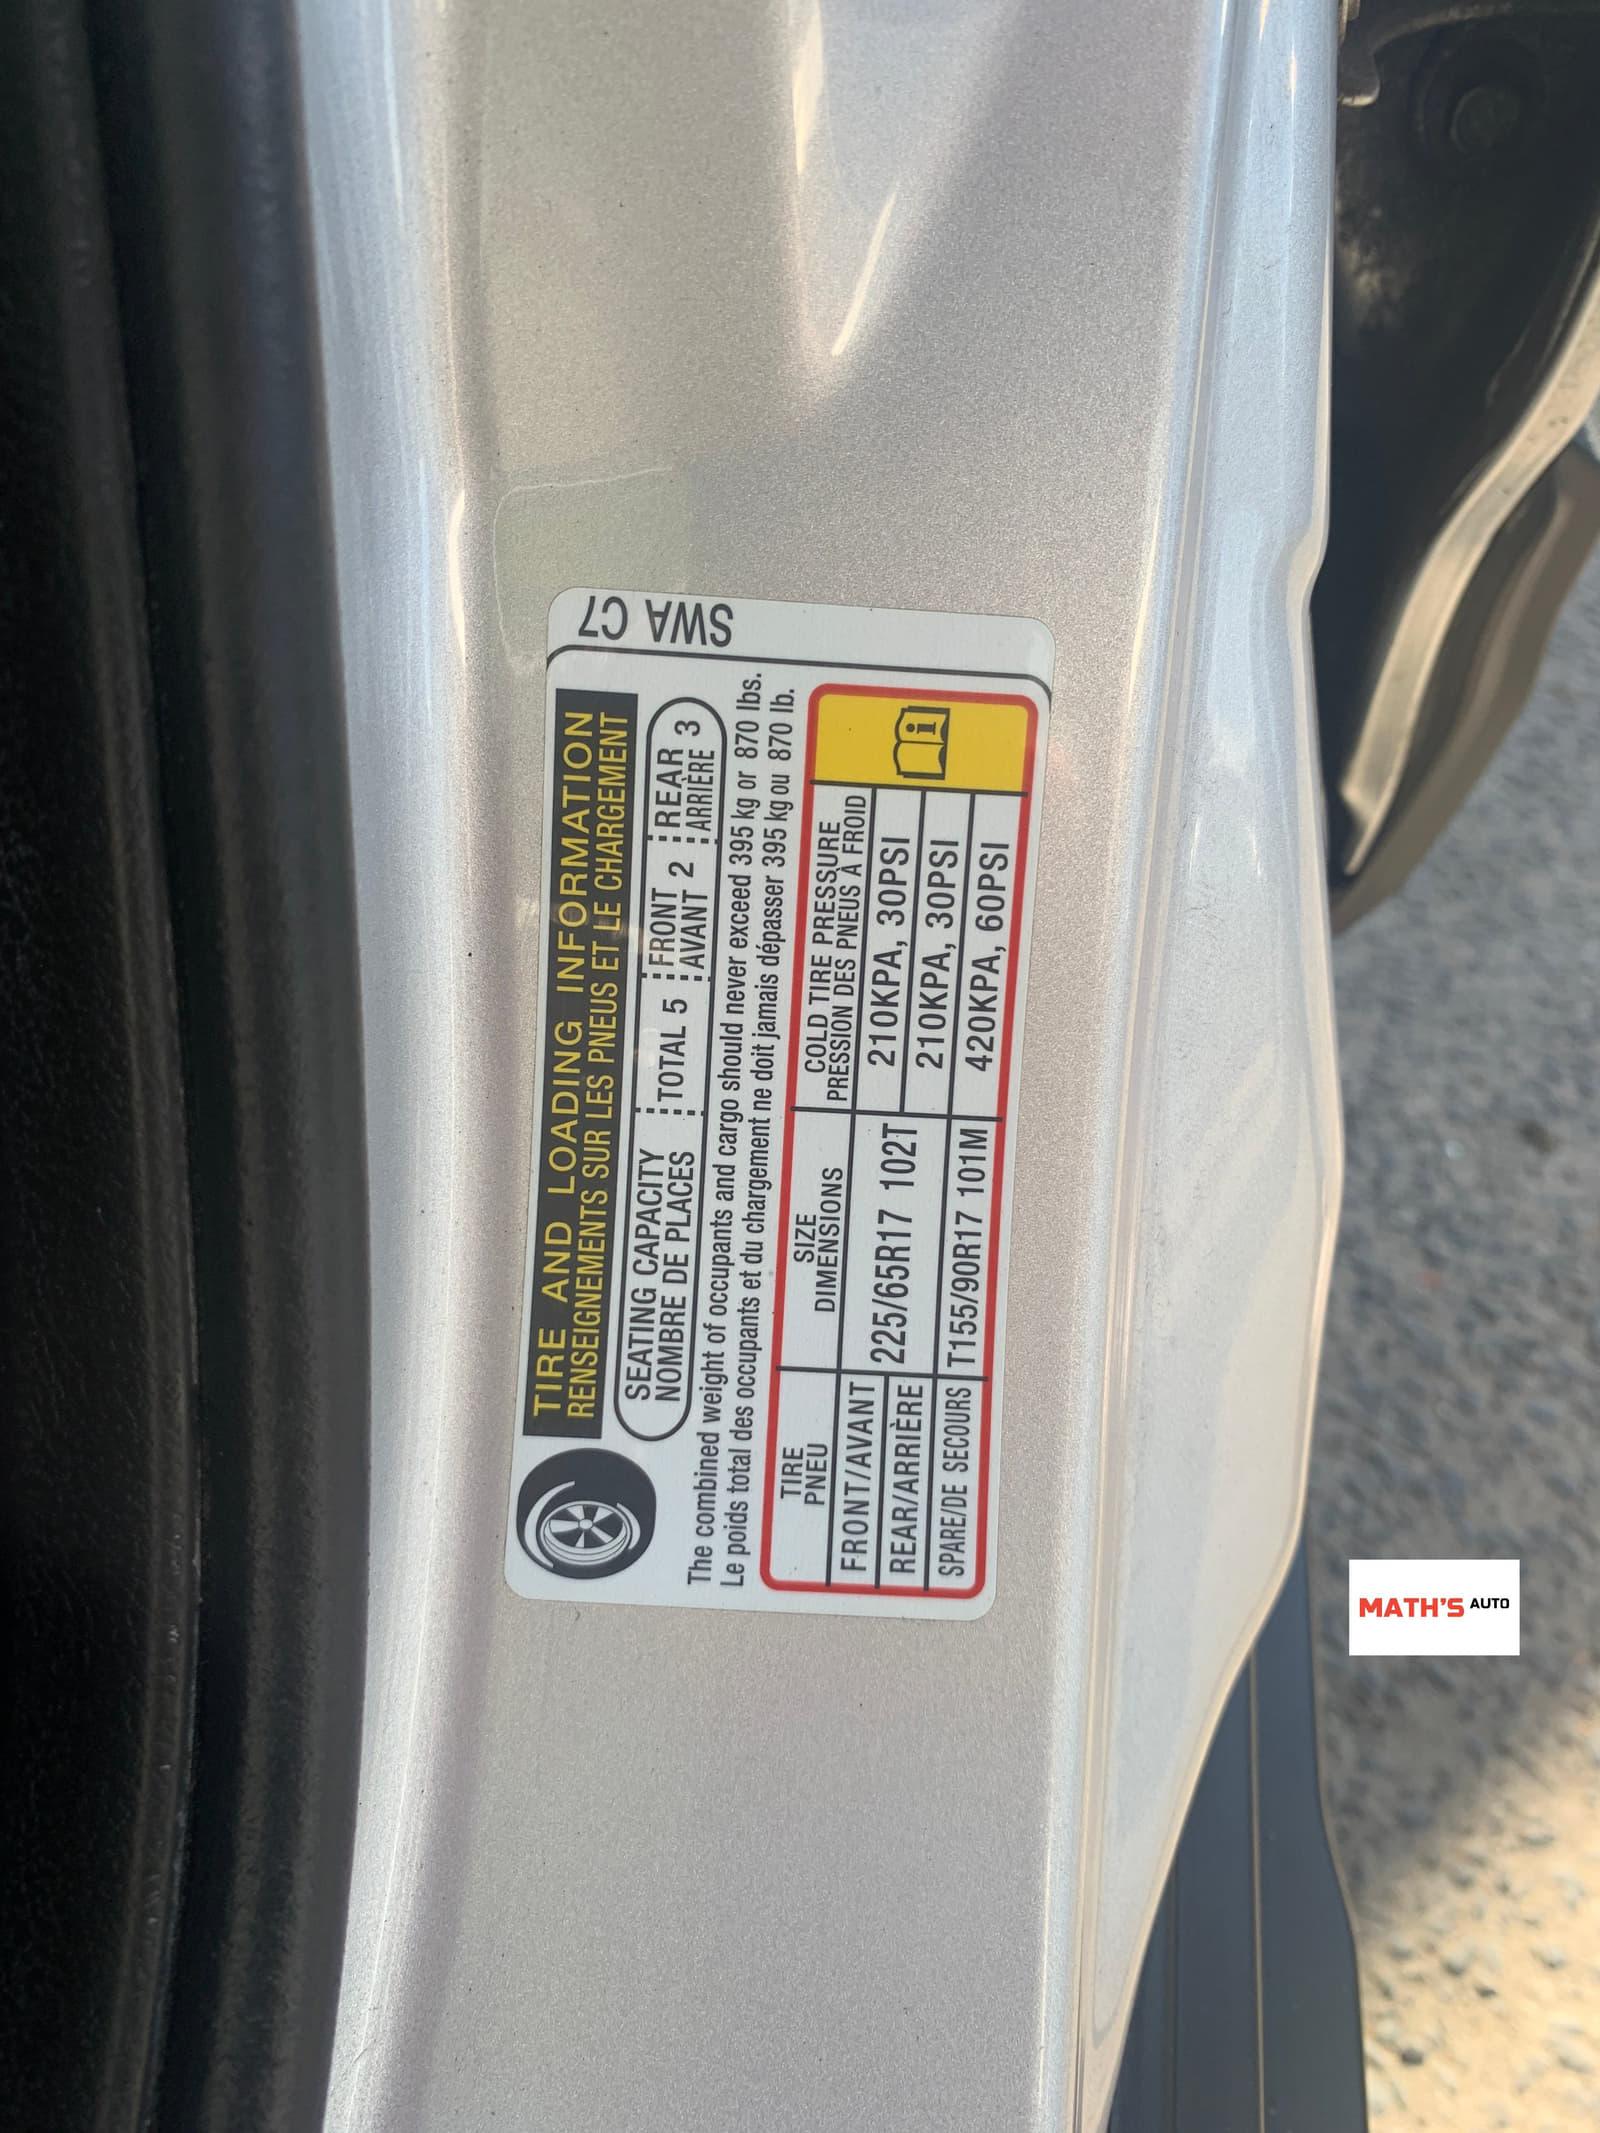 TIRE AND LOADING INFORMATION
RENSEIGNEMENTS SUR LES PNEUS ET LE CHARGEMENT
SEATING CAPACITY TOTAL 5 FRONT 2 REAR 3
NOMBRE DE PLACES AVANT ARRIÈRE
The combined weight of occupants and cargo should never exceed 395 kg or 870 lbs.
Le poids total des occupants et du chargement ne doit jamais dépasser 395 kg ou 870 lb.
TIRE SIZE COLD TIRE PRESSURE
PNEU DIMENSIONS PRESSION DES PNEUS À FROID
FRONT/AVANT 225/65R17 102T 210KPA, 30PSI
REAR/ARRIÈRE 210KPA, 30PSI
SPARE/DE SECOURS T155/90R17 101M 420KPA, 60PSI
SWA C7
MATH'S AUTO